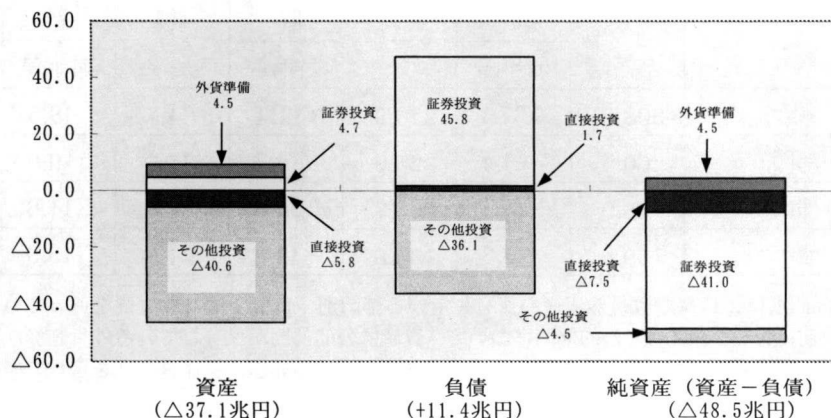 60.0
40.0
20.0
0.0
△20.0
△40.0
△60.0
外貨準備
4.5
証券投資
4.7
直接投資
△5.8
その他投資
△40.6
証券投資
45.8
直接投資
1.7
その他投資
△36.1
外貨準備
4.5
直接投資
△7.5
証券投資
△41.0
その他投資
△4.5
資産
(△37.1兆円)
負債
(+11.4兆円)
純資産（資産－負債）
(△48.5兆円)